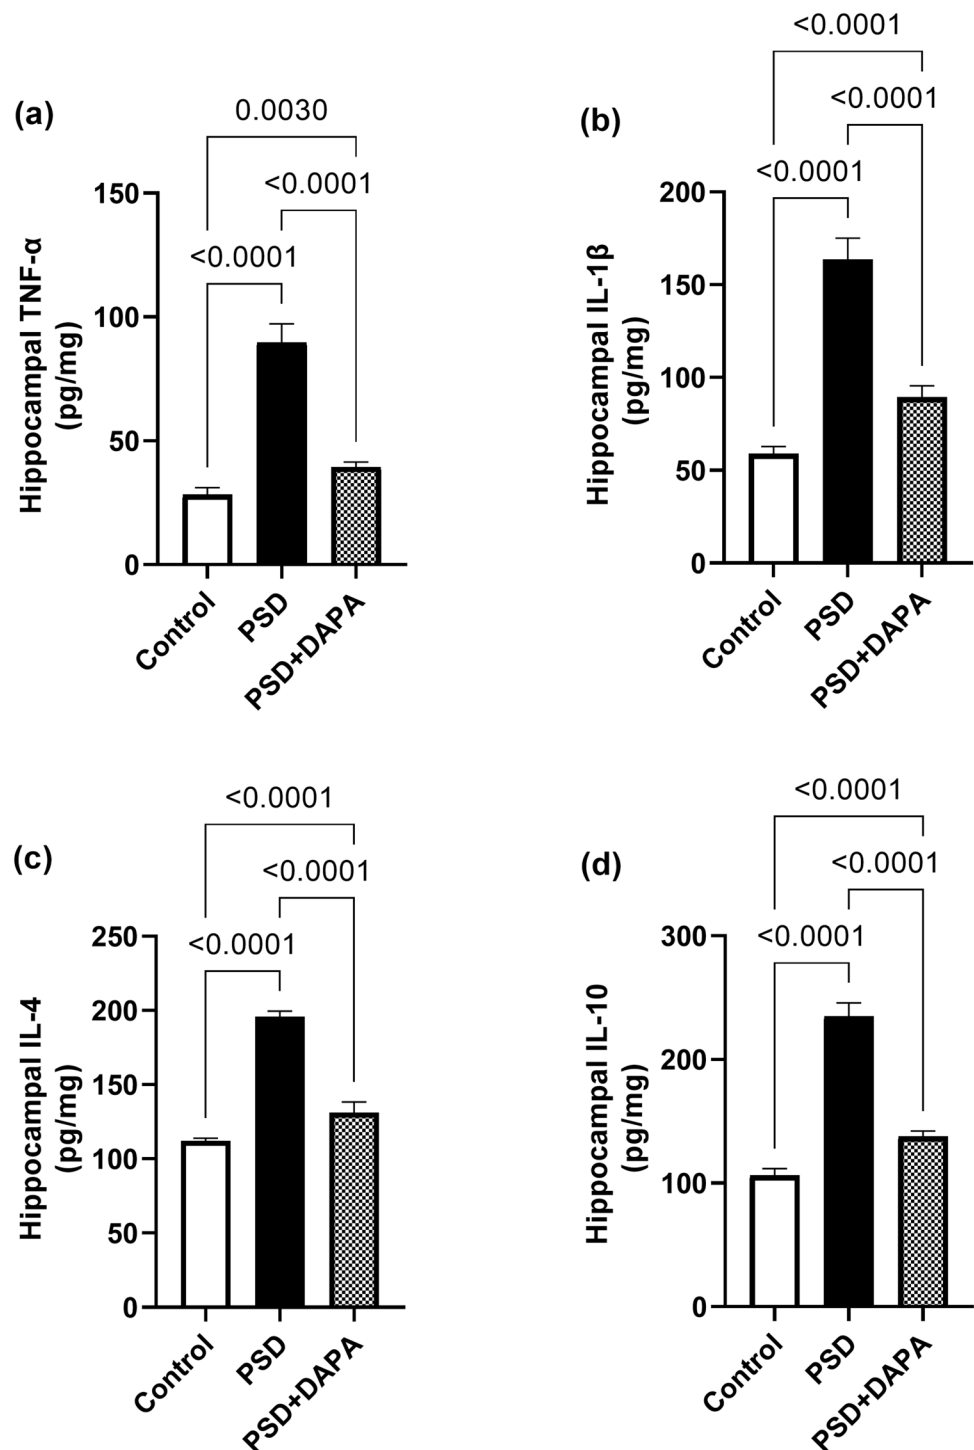 (a)
0.0030
<0.0001
<0.0001
Hippocampal TNF-α
(pg/mg)
150
100
50
0
Control
PSD
PSD+DAPA
(b)
<0.0001
<0.0001
<0.0001
Hippocampal IL-1β
(pg/mg)
200
150
100
50
0
Control
PSD
PSD+DAPA
(c)
<0.0001
<0.0001
<0.0001
Hippocampal IL-4
(pg/mg)
250
200
150
100
50
0
Control
PSD
PSD+DAPA
(d)
<0.0001
<0.0001
<0.0001
Hippocampal IL-10
(pg/mg)
300
200
100
0
Control
PSD
PSD+DAPA